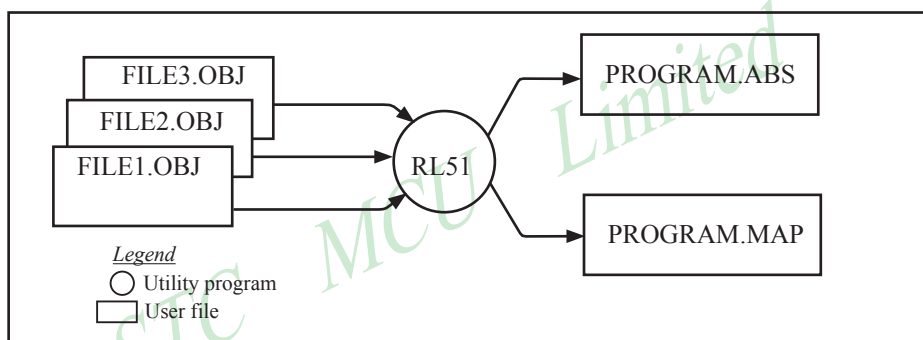 FILE3.OBJ
FILE2.OBJ
FILE1.OBJ
RL51
PROGRAM.ABS
PROGRAM.MAP
Legend
Utility program
User file
STC MCU Limited